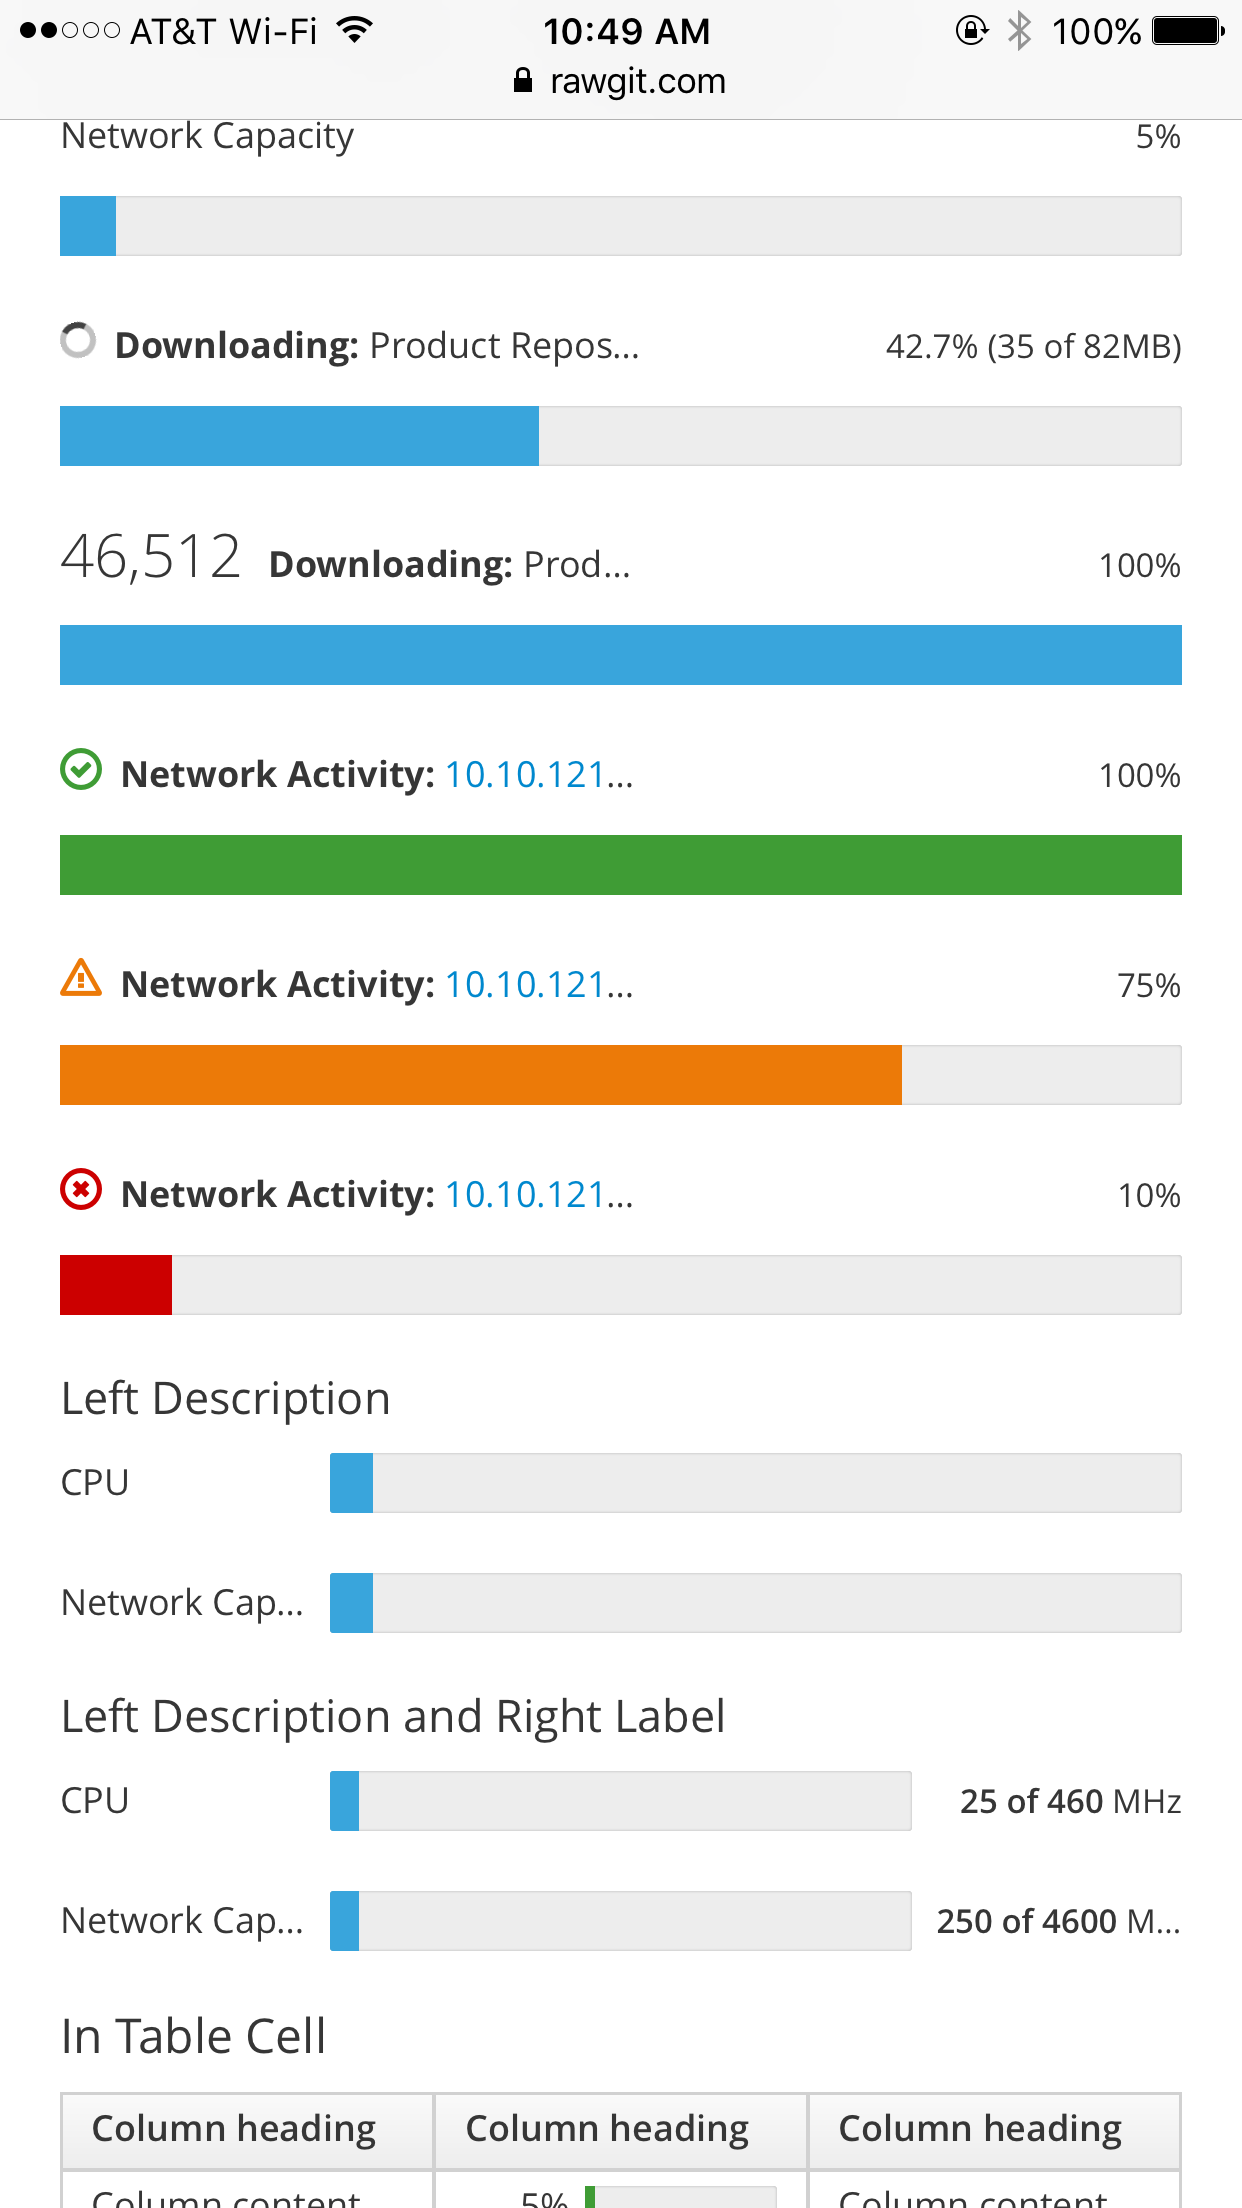 AT&T Wi-Fi 10:49 AM 100%
rawgit.com
Network Capacity 5%
Downloading: Product Repos... 42.7% (35 of 82MB)
46,512 Downloading: Prod... 100%
Network Activity: 10.10.121... 100%
Network Activity: 10.10.121... 75%
Network Activity: 10.10.121... 10%
Left Description
CPU
Network Cap...
Left Description and Right Label
CPU 25 of 460 MHz
Network Cap... 250 of 4600 M...
In Table Cell
Column heading Column heading Column heading
Column content 5% Column content